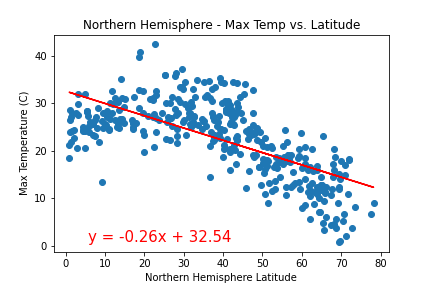 Northern Hemisphere - Max Temp vs. Latitude
Max Temperature (C)
40
30
20
10
0
y = -0.26x + 32.54
0 10 20 30 40 50 60 70 80
Northern Hemisphere Latitude